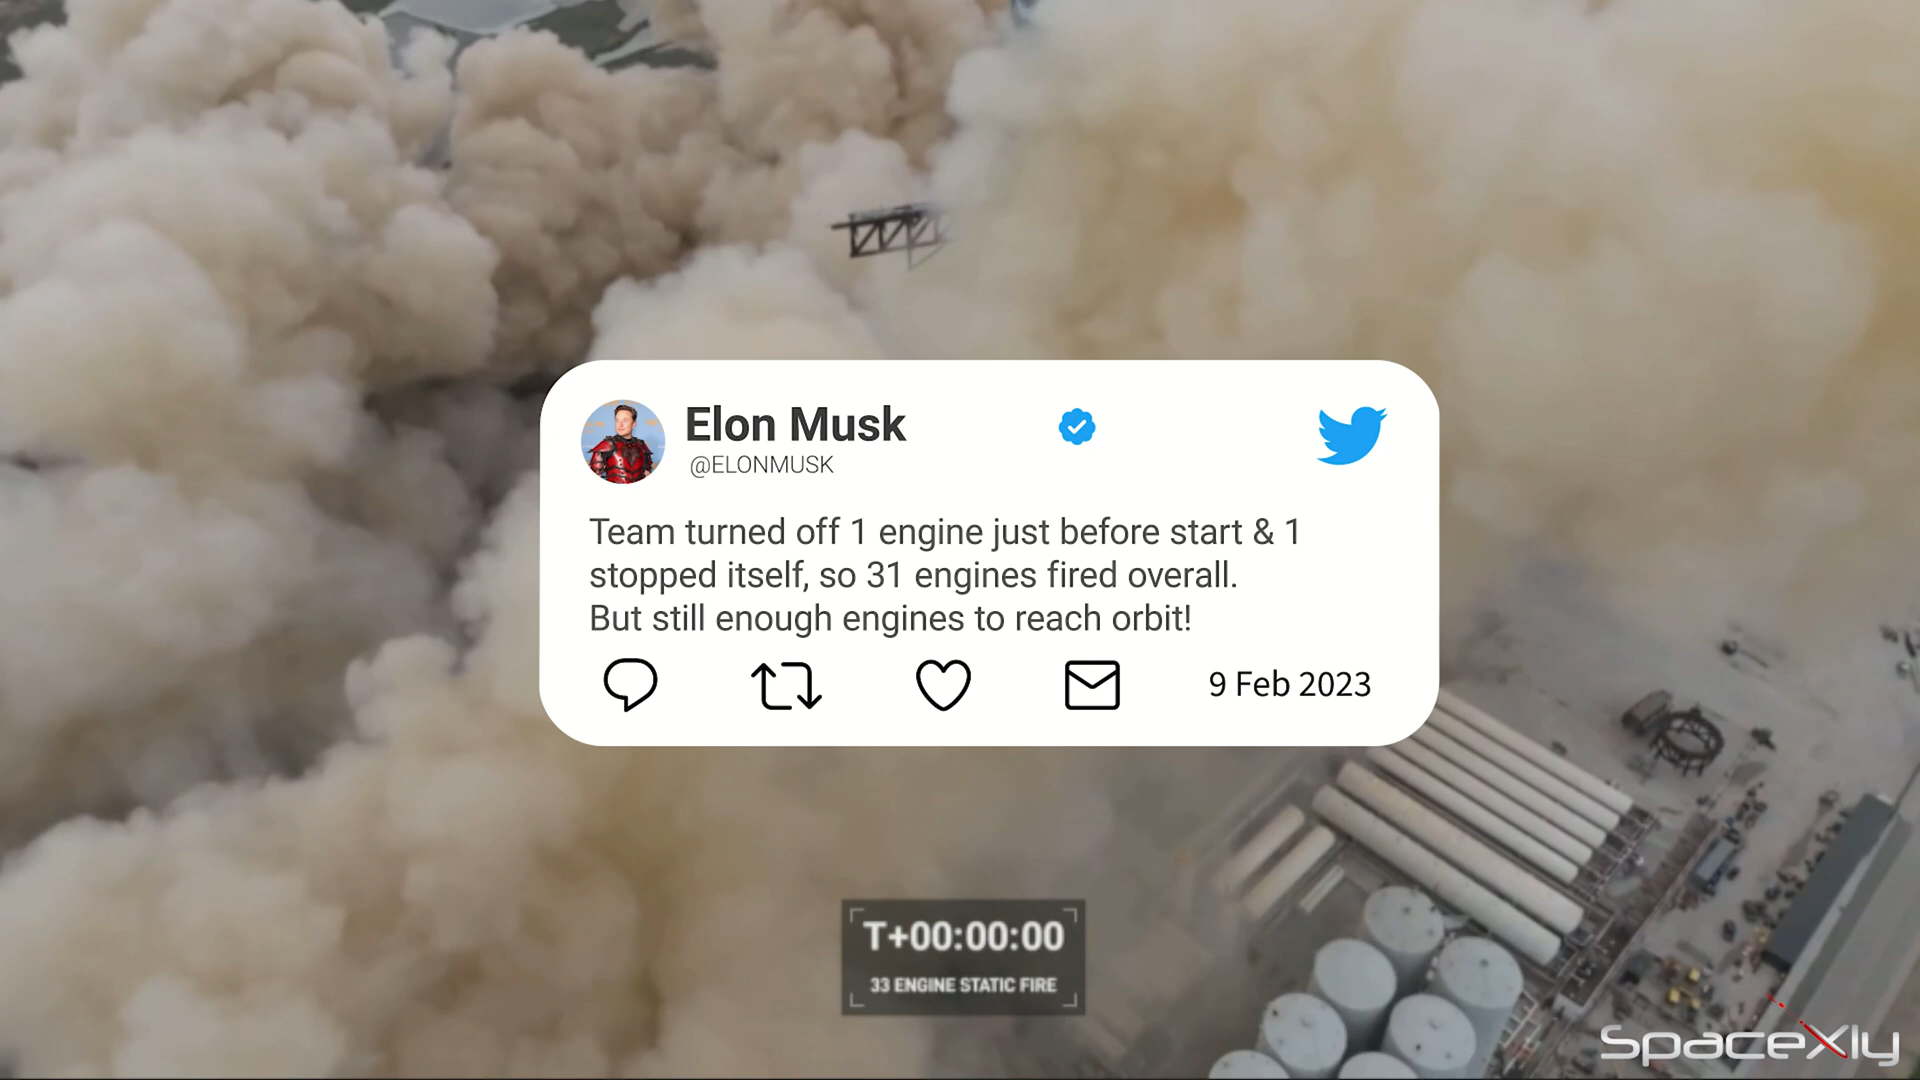 Elon Musk
@ELONMUSK
Team turned off 1 engine just before start & 1
stopped itself, so 31 engines fired overall.
But still enough engines to reach orbit!
9 Feb 2023
T+00:00:00
33 ENGINE STATIC FIRE
SpaceXly